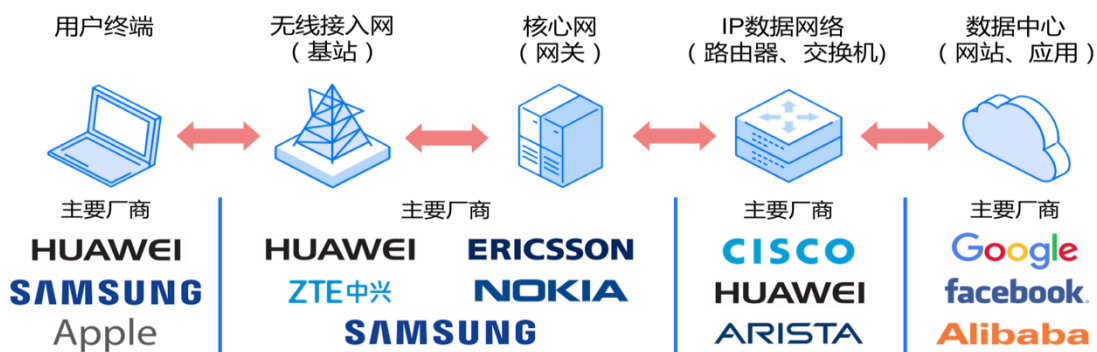 用户终端
无线接入网
（基站）
核心网
（网关）
IP数据网络
（路由器、交换机)
数据中心
（网站、应用）
主要厂商
HUAWEI
SAMSUNG
Apple
主要厂商
HUAWEI
ERICSSON
ZTE中兴
NOKIA
SAMSUNG
主要厂商
CISCO
HUAWEI
ARISTA
主要厂商
Google
facebook.
Alibaba